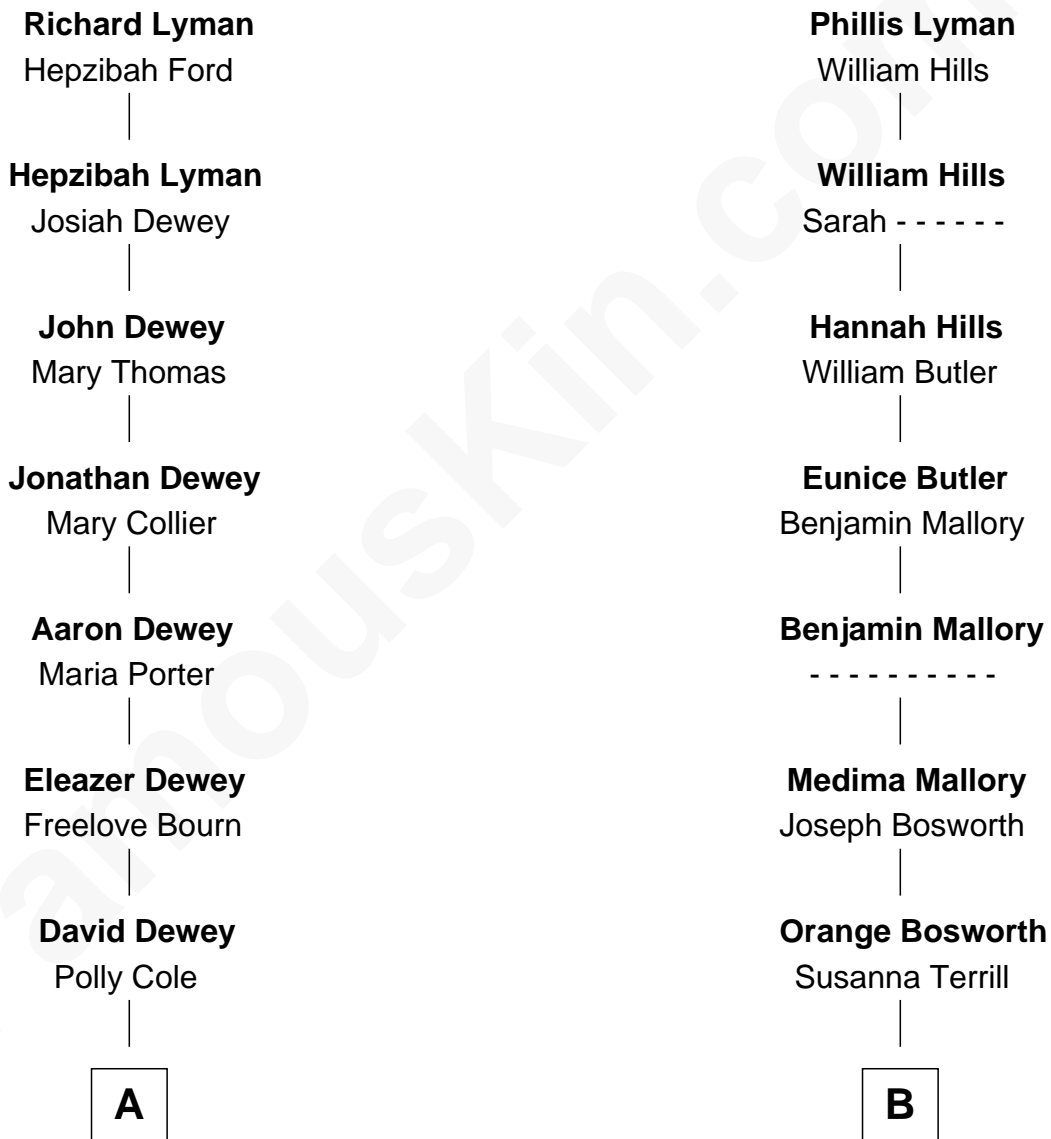 Richard Lyman
Hepzibah Ford
Hepzibah Lyman
Josiah Dewey
John Dewey
Mary Thomas
Jonathan Dewey
Mary Collier
Aaron Dewey
Maria Porter
Eleazer Dewey
Freelove Bourn
David Dewey
Polly Cole
A
Phillis Lyman
William Hills
William Hills
Sarah - - - - - -
Hannah Hills
William Butler
Eunice Butler
Benjamin Mallory
Benjamin Mallory
- - - - - - - - - -
Medima Mallory
Joseph Bosworth
Orange Bosworth
Susanna Terrill
B
amouskin.com